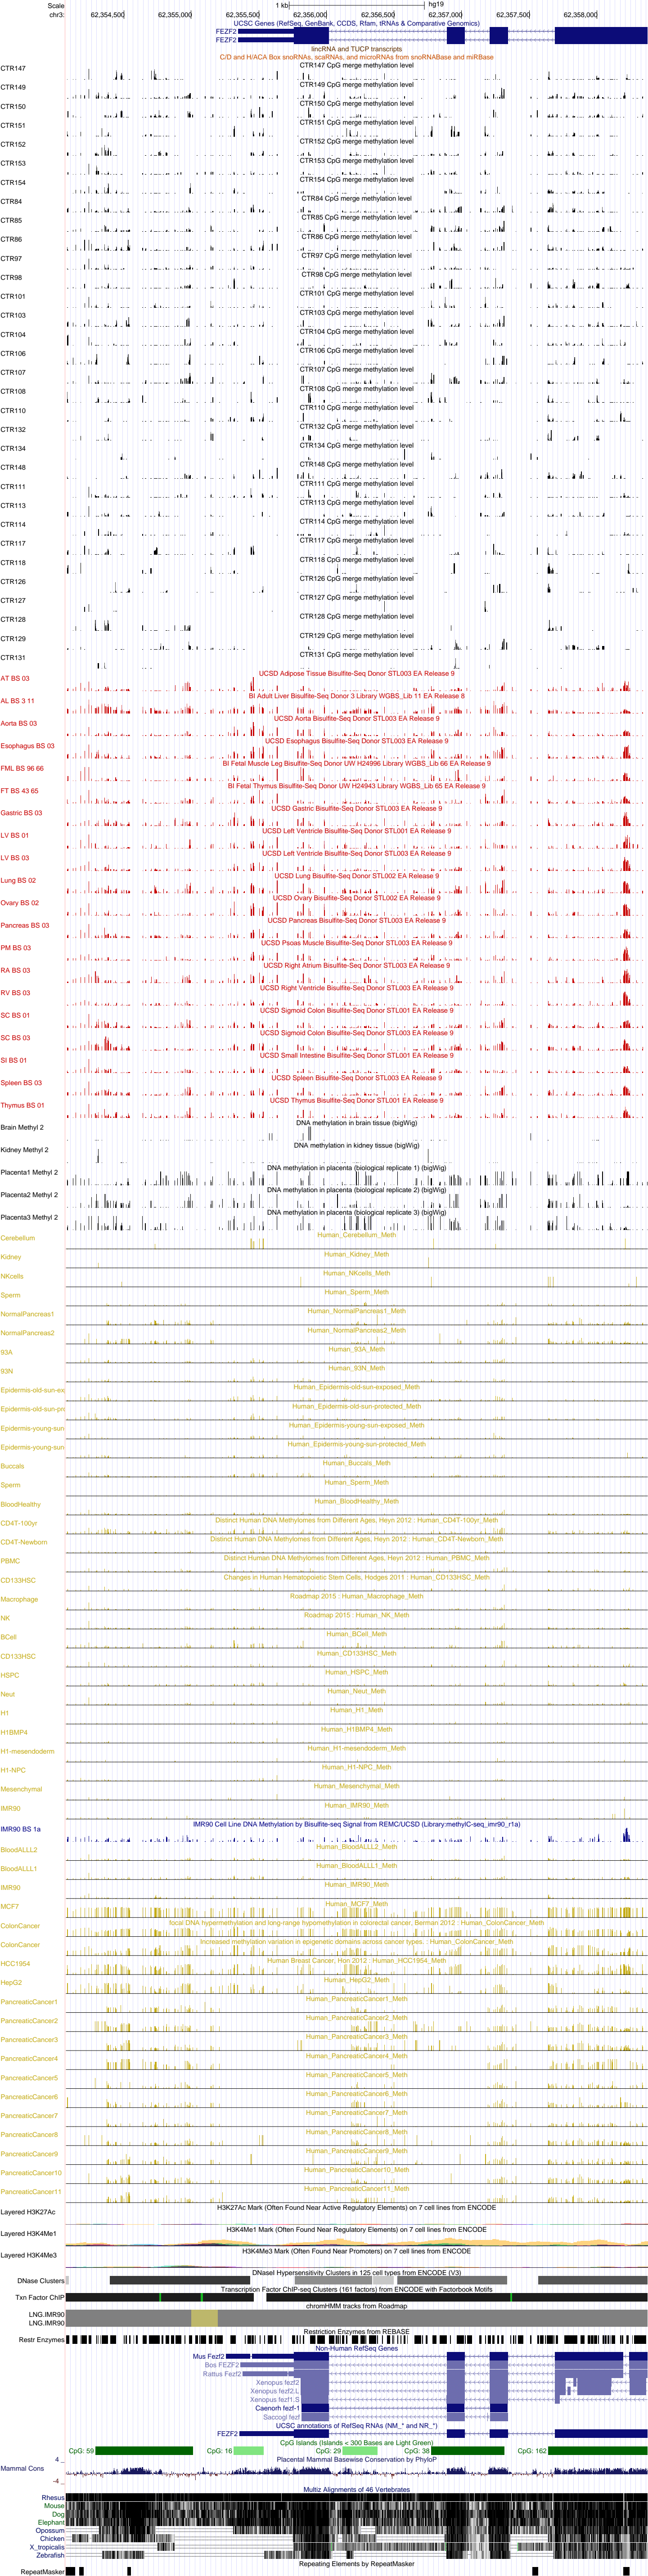 Scale 1 kb hg19
chr3: 62,354,500 62,355,000 62,355,500 62,356,000 62,356,500 62,357,000 62,357,500 62,358,000
UCSC Genes (RefSeq, GenBank, CCDS, Rfam, tRNAs & Comparative Genomics)
FEZF2
FEZF2
lincRNA and TUCP transcripts
C/D and H/ACA Box snoRNAs, scaRNAs, and microRNAs from snoRNABase and miRBase
CTR147 CTR147 CpG merge methylation level
CTR149 CTR149 CpG merge methylation level
CTR150 CTR150 CpG merge methylation level
CTR151 CTR151 CpG merge methylation level
CTR152 CTR152 CpG merge methylation level
CTR153 CTR153 CpG merge methylation level
CTR154 CTR154 CpG merge methylation level
CTR84 CTR84 CpG merge methylation level
CTR85 CTR85 CpG merge methylation level
CTR86 CTR86 CpG merge methylation level
CTR97 CTR97 CpG merge methylation level
CTR98 CTR98 CpG merge methylation level
CTR101 CTR101 CpG merge methylation level
CTR103 CTR103 CpG merge methylation level
CTR104 CTR104 CpG merge methylation level
CTR106 CTR106 CpG merge methylation level
CTR107 CTR107 CpG merge methylation level
CTR108 CTR108 CpG merge methylation level
CTR110 CTR110 CpG merge methylation level
CTR132 CTR132 CpG merge methylation level
CTR134 CTR134 CpG merge methylation level
CTR148 CTR148 CpG merge methylation level
CTR111 CTR111 CpG merge methylation level
CTR113 CTR113 CpG merge methylation level
CTR114 CTR114 CpG merge methylation level
CTR117 CTR117 CpG merge methylation level
CTR118 CTR118 CpG merge methylation level
CTR126 CTR126 CpG merge methylation level
CTR127 CTR127 CpG merge methylation level
CTR128 CTR128 CpG merge methylation level
CTR129 CTR129 CpG merge methylation level
CTR131 CTR131 CpG merge methylation level
AT BS 03 UCSD Adipose Tissue Bisulfite-Seq Donor STL003 EA Release 9
AL BS 3 11 BI Adult Liver Bisulfite-Seq Donor 3 Library WGBS_Lib 11 EA Release 8
Aorta BS 03 UCSD Aorta Bisulfite-Seq Donor STL003 EA Release 9
Esophagus BS 03 UCSD Esophagus Bisulfite-Seq Donor STL003 EA Release 9
FML BS 96 66 BI Fetal Muscle Leg Bisulfite-Seq Donor UW H24996 Library WGBS_Lib 66 EA Release 9
FT BS 43 65 BI Fetal Thymus Bisulfite-Seq Donor UW H24943 Library WGBS_Lib 65 EA Release 9
Gastric BS 03 UCSD Gastric Bisulfite-Seq Donor STL003 EA Release 9
LV BS 01 UCSD Left Ventricle Bisulfite-Seq Donor STL001 EA Release 9
LV BS 03 UCSD Left Ventricle Bisulfite-Seq Donor STL003 EA Release 9
Lung BS 02 UCSD Lung Bisulfite-Seq Donor STL002 EA Release 9
Ovary BS 02 UCSD Ovary Bisulfite-Seq Donor STL002 EA Release 9
Pancreas BS 03 UCSD Pancreas Bisulfite-Seq Donor STL003 EA Release 9
PM BS 03 UCSD Psoas Muscle Bisulfite-Seq Donor STL003 EA Release 9
RA BS 03 UCSD Right Atrium Bisulfite-Seq Donor STL003 EA Release 9
RV BS 03 UCSD Right Ventricle Bisulfite-Seq Donor STL003 EA Release 9
SC BS 01 UCSD Sigmoid Colon Bisulfite-Seq Donor STL001 EA Release 9
SC BS 03 UCSD Sigmoid Colon Bisulfite-Seq Donor STL003 EA Release 9
SI BS 01 UCSD Small Intestine Bisulfite-Seq Donor STL001 EA Release 9
Spleen BS 03 UCSD Spleen Bisulfite-Seq Donor STL003 EA Release 9
Thymus BS 01 UCSD Thymus Bisulfite-Seq Donor STL001 EA Release 9
Brain Methyl 2 DNA methylation in brain tissue (bigWig)
Kidney Methyl 2 DNA methylation in kidney tissue (bigWig)
Placenta1 Methyl 2 DNA methylation in placenta (biological replicate 1) (bigWig)
Placenta2 Methyl 2 DNA methylation in placenta (biological replicate 2) (bigWig)
Placenta3 Methyl 2 DNA methylation in placenta (biological replicate 3) (bigWig)
Cerebellum Human_Cerebellum_Meth
Kidney Human_Kidney_Meth
NKcells Human_NKcells_Meth
Sperm Human_Sperm_Meth
NormalPancreas1 Human_NormalPancreas1_Meth
NormalPancreas2 Human_NormalPancreas2_Meth
93A Human_93A_Meth
93N Human_93N_Meth
Epidermis-old-sun-ex Human_Epidermis-old-sun-exposed_Meth
Epidermis-old-sun-pr Human_Epidermis-old-sun-protected_Meth
Epidermis-young-sun Human_Epidermis-young-sun-exposed_Meth
Epidermis-young-sun Human_Epidermis-young-sun-protected_Meth
Buccals Human_Buccals_Meth
Sperm Human_Sperm_Meth
BloodHealthy Human_BloodHealthy_Meth
CD4T-100yr Distinct Human DNA Methylomes from Different Ages, Heyn 2012 : Human_CD4T-100yr_Meth
CD4T-Newborn Distinct Human DNA Methylomes from Different Ages, Heyn 2012 : Human_CD4T-Newborn_Meth
PBMC Distinct Human DNA Methylomes from Different Ages, Heyn 2012 : Human_PBMC_Meth
CD133HSC Changes in Human Hematopoietic Stem Cells, Hodges 2011 : Human_CD133HSC_Meth
Macrophage Roadmap 2015 : Human_Macrophage_Meth
NK Roadmap 2015 : Human_NK_Meth
BCell Human_BCell_Meth
CD133HSC Human_CD133HSC_Meth
HSPC Human_HSPC_Meth
Neut Human_Neut_Meth
H1 Human_H1_Meth
H1BMP4 Human_H1BMP4_Meth
H1-mesendoderm Human_H1-mesendoderm_Meth
H1-NPC Human_H1-NPC_Meth
Mesenchymal Human_Mesenchymal_Meth
IMR90 Human_IMR90_Meth
IMR90 BS 1a IMR90 Cell Line DNA Methylation by Bisulfite-seq Signal from REMC/UCSD (Library:methylC-seq_imr90_r1a)
BloodALLL2 Human_BloodALLL2_Meth
BloodALLL1 Human_BloodALLL1_Meth
IMR90 Human_IMR90_Meth
MCF7 Human_MCF7_Meth
ColonCancer focal DNA hypermethylation and long-range hypomethylation in colorectal cancer, Berman 2012 : Human_ColonCancer_Meth
ColonCancer Increased methylation variation in epigenetic domains across cancer types, : Human_ColonCancer_Meth
HCC1954 Human Breast Cancer, Hon 2012 : Human_HCC1954_Meth
HepG2 Human_HepG2_Meth
PancreaticCancer1 Human_PancreaticCancer1_Meth
PancreaticCancer2 Human_PancreaticCancer2_Meth
PancreaticCancer3 Human_PancreaticCancer3_Meth
PancreaticCancer4 Human_PancreaticCancer4_Meth
PancreaticCancer5 Human_PancreaticCancer5_Meth
PancreaticCancer6 Human_PancreaticCancer6_Meth
PancreaticCancer7 Human_PancreaticCancer7_Meth
PancreaticCancer8 Human_PancreaticCancer8_Meth
PancreaticCancer9 Human_PancreaticCancer9_Meth
PancreaticCancer10 Human_PancreaticCancer10_Meth
PancreaticCancer11 Human_PancreaticCancer11_Meth
H3K27Ac Mark (Often Found Near Active Regulatory Elements) on 7 cell lines from ENCODE
Layered H3K27Ac
H3K4Me1 Mark (Often Found Near Regulatory Elements) on 7 cell lines from ENCODE
Layered H3K4Me1
H3K4Me3 Mark (Often Found Near Promoters) on 7 cell lines from ENCODE
Layered H3K4Me3
DNaseI Hypersensitivity Clusters in 125 cell types from ENCODE (V3)
DNase Clusters
Transcription Factor ChIP-seq Clusters (161 factors) from ENCODE with Factorbook Motifs
Txn Factor ChIP
chromHMM tracks from Roadmap
LNG.IMR90
LNG.IMR90
Restriction Enzymes from REBASE
Restr Enzymes
Non-Human RefSeq Genes
Mus Fezf2
Bos FEZF2
Rattus Fezf2
Xenopus fezf2
Xenopus fezf2.L
Xenopus fezf1.S
Caenorh fezf-1
Saccogl fezf
UCSC annotations of RefSeq RNAs (NM_* and NR_*)
FEZF2
CpG Islands (Islands < 300 Bases are Light Green)
CpG: 59 CpG: 16 CpG: 29 CpG: 38 CpG: 162
Placental Mammal Basewise Conservation by PhyloP
4 _
Mammal Cons
-4 _
Multiz Alignments of 46 Vertebrates
Rhesus
Mouse
Dog
Elephant
Opossum
Chicken
X_tropicalis
Zebrafish
Repeating Elements by RepeatMasker
RepeatMasker